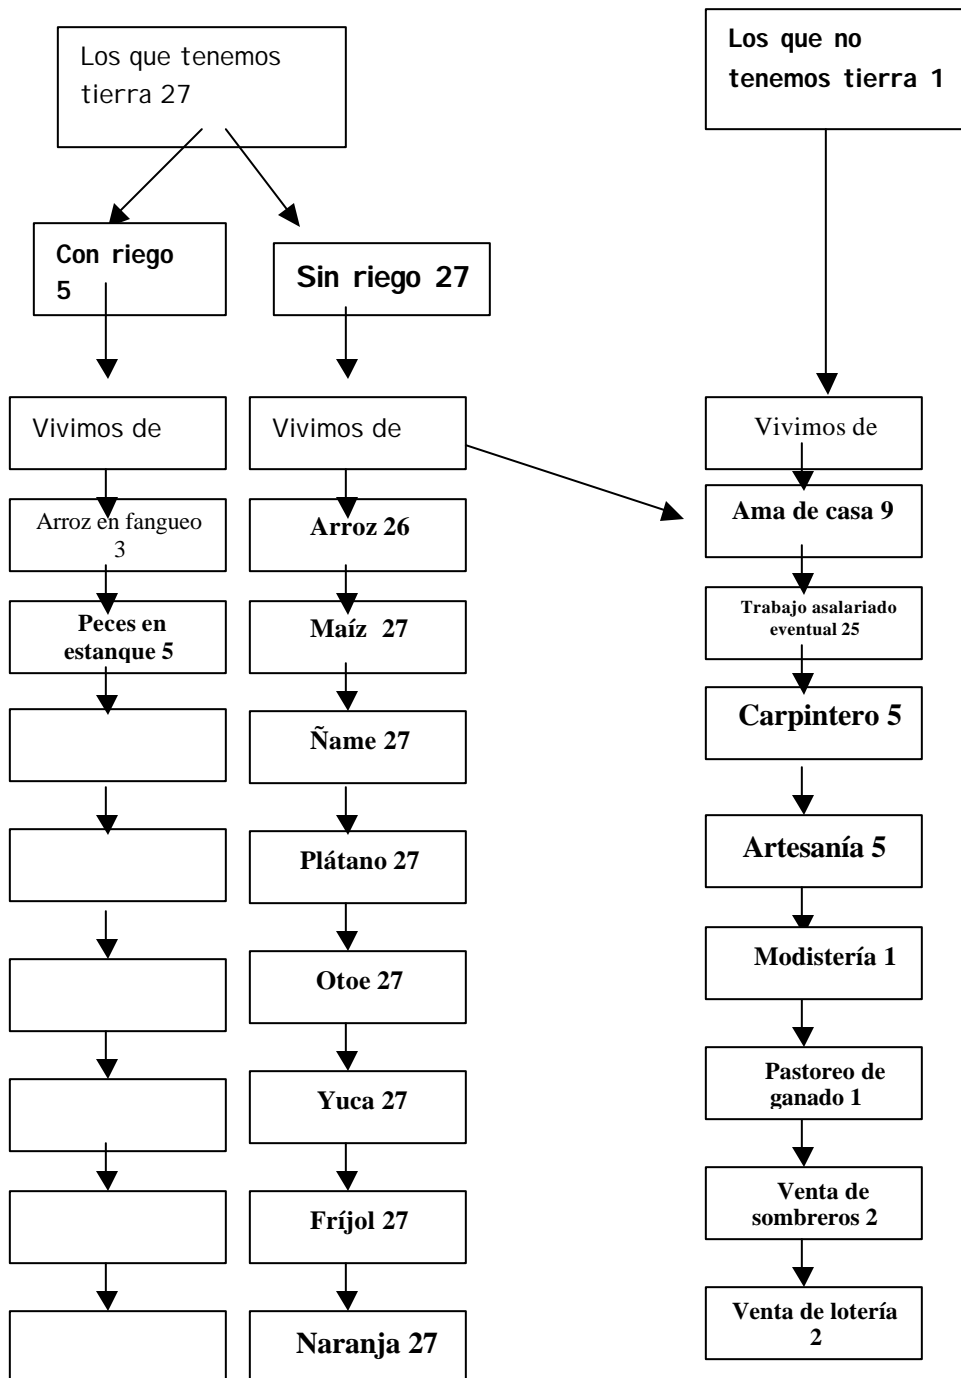 Los que tenemos
tierra 27
Los que no
tenemos tierra 1
Con riego
5
Sin riego 27
Vivimos de
Vivimos de
Vivimos de
Arroz en fangueo
3
Arroz 26
Ama de casa 9
Peces en
estanque 5
Maíz 27
Trabajo asalariado
eventual 25
Ñame 27
Carpintero 5
Plátano 27
Artesanía 5
Otoe 27
Modistería 1
Yuca 27
Pastoreo de
ganado 1
Fríjol 27
Venta de
sombreros 2
Naranja 27
Venta de lotería
2